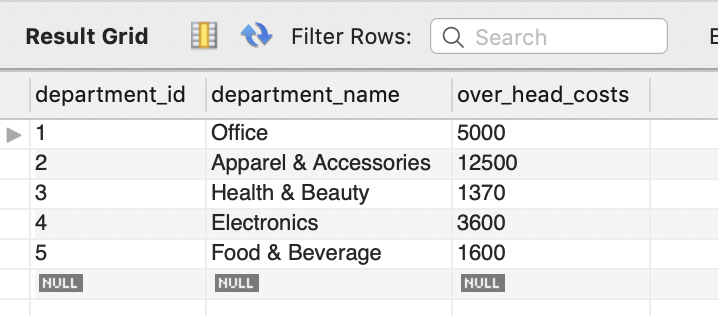 Result Grid Filter Rows: Search E
department_id department_name over_head_costs
1 Office 5000
2 Apparel & Accessories 12500
3 Health & Beauty 1370
4 Electronics 3600
5 Food & Beverage 1600
NULL NULL NULL